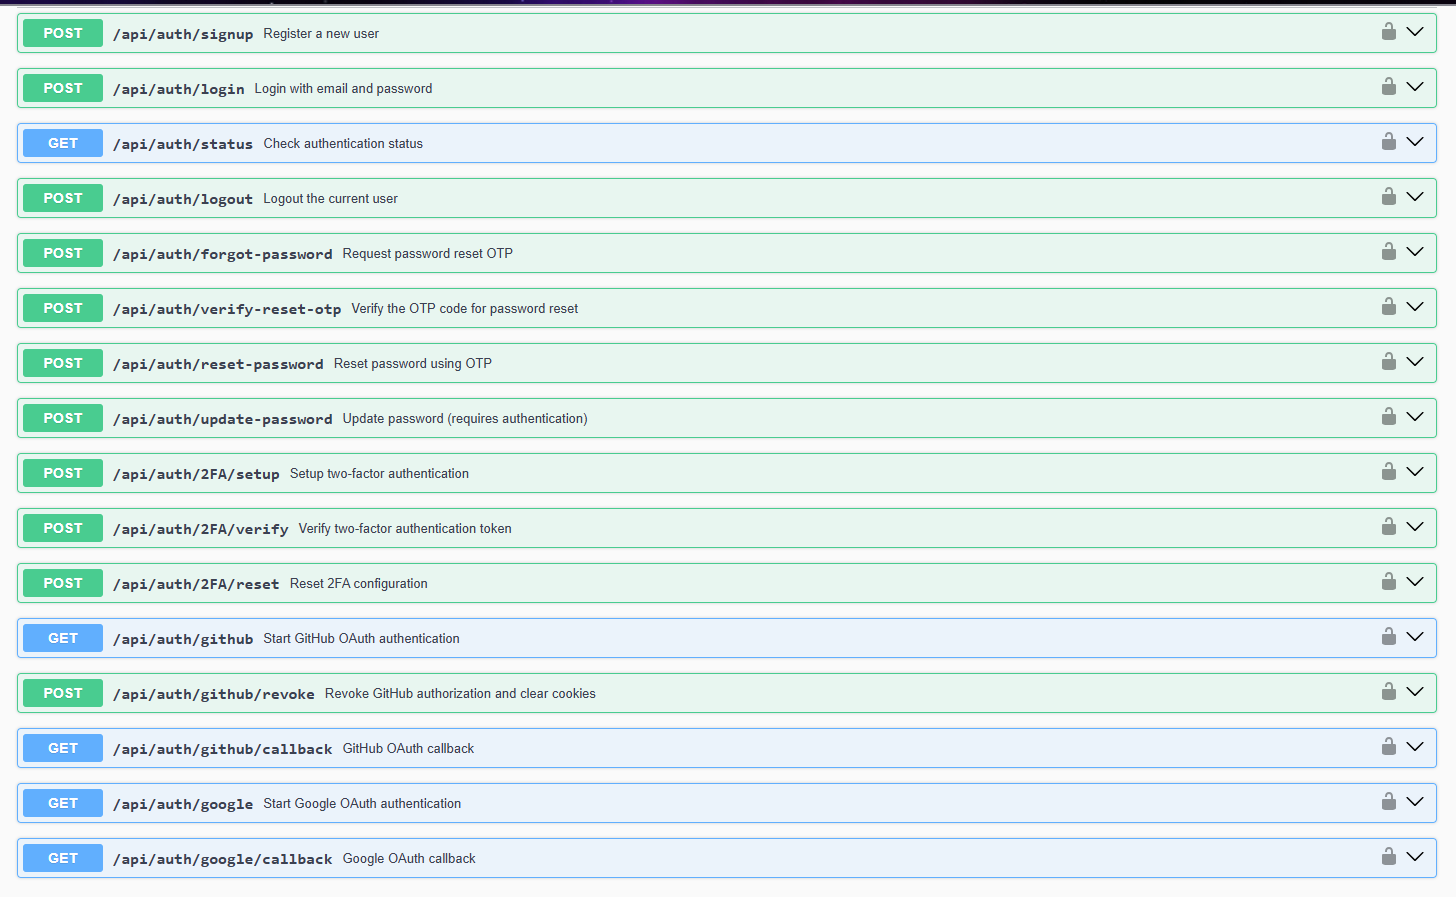 POST /api/auth/signup Register a new user
POST /api/auth/login Login with email and password
GET /api/auth/status Check authentication status
POST /api/auth/logout Logout the current user
POST /api/auth/forgot-password Request password reset OTP
POST /api/auth/verify-reset-otp Verify the OTP code for password reset
POST /api/auth/reset-password Reset password using OTP
POST /api/auth/update-password Update password (requires authentication)
POST /api/auth/2FA/setup Setup two-factor authentication
POST /api/auth/2FA/verify Verify two-factor authentication token
POST /api/auth/2FA/reset Reset 2FA configuration
GET /api/auth/github Start GitHub OAuth authentication
POST /api/auth/github/revoke Revoke GitHub authorization and clear cookies
GET /api/auth/github/callback GitHub OAuth callback
GET /api/auth/google Start Google OAuth authentication
GET /api/auth/google/callback Google OAuth callback